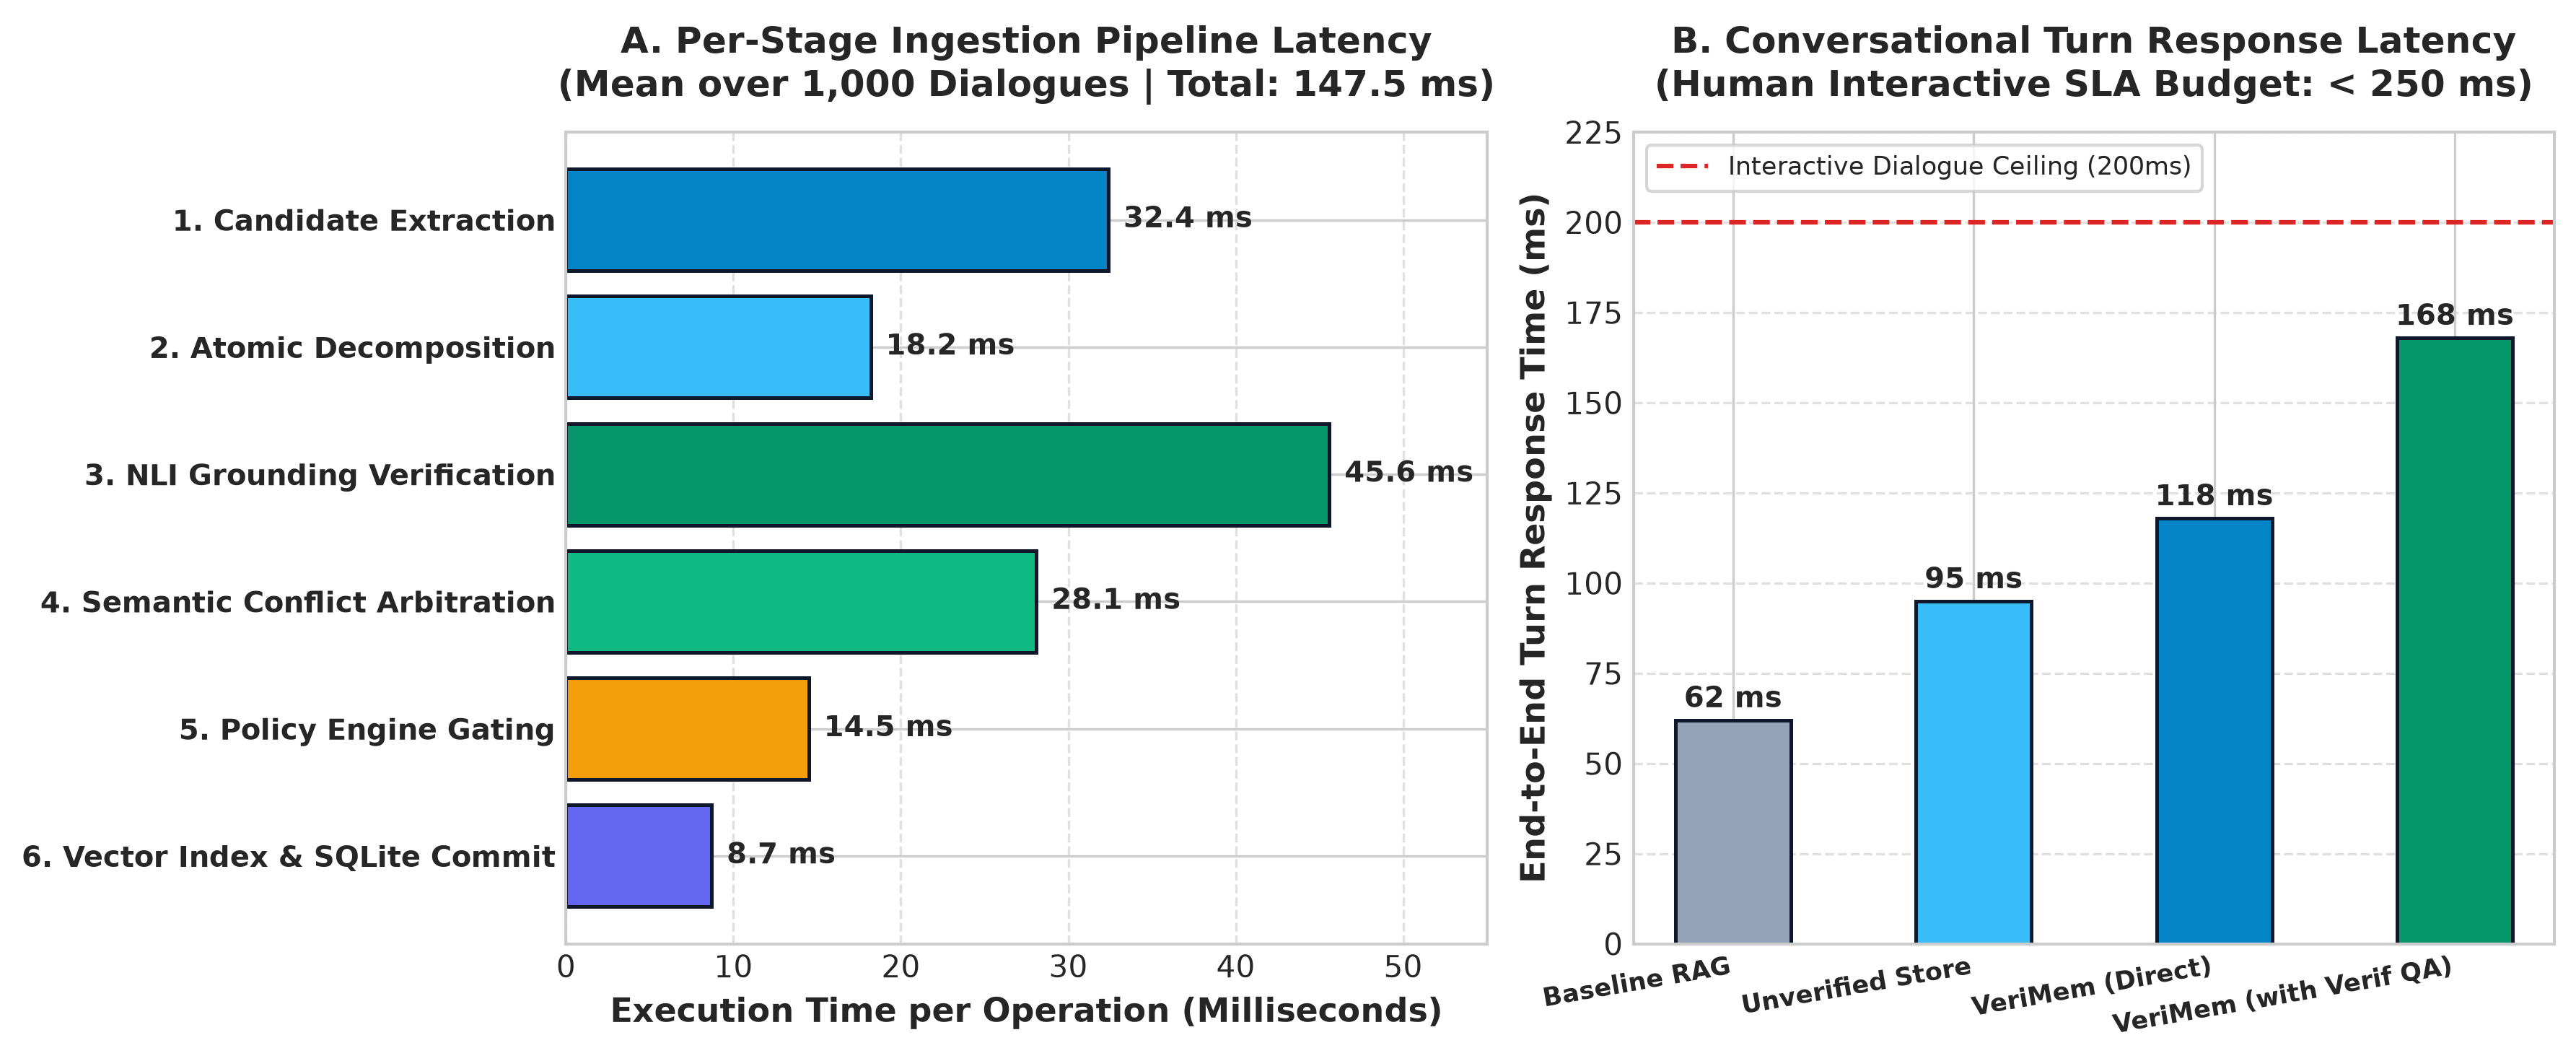 A. Per-Stage Ingestion Pipeline Latency
(Mean over 1,000 Dialogues | Total: 147.5 ms)
1. Candidate Extraction
32.4 ms
2. Atomic Decomposition
18.2 ms
3. NLI Grounding Verification
45.6 ms
4. Semantic Conflict Arbitration
28.1 ms
5. Policy Engine Gating
14.5 ms
6. Vector Index & SQLite Commit
8.7 ms
0 10 20 30 40 50
Execution Time per Operation (Milliseconds)
B. Conversational Turn Response Latency
(Human Interactive SLA Budget: < 250 ms)
End-to-End Turn Response Time (ms)
225
200
175
150
125
100
75
50
25
0
Interactive Dialogue Ceiling (200ms)
62 ms
95 ms
118 ms
168 ms
Baseline RAG
Unverified Store
VeriMem (Direct)
VeriMem (with Verif QA)